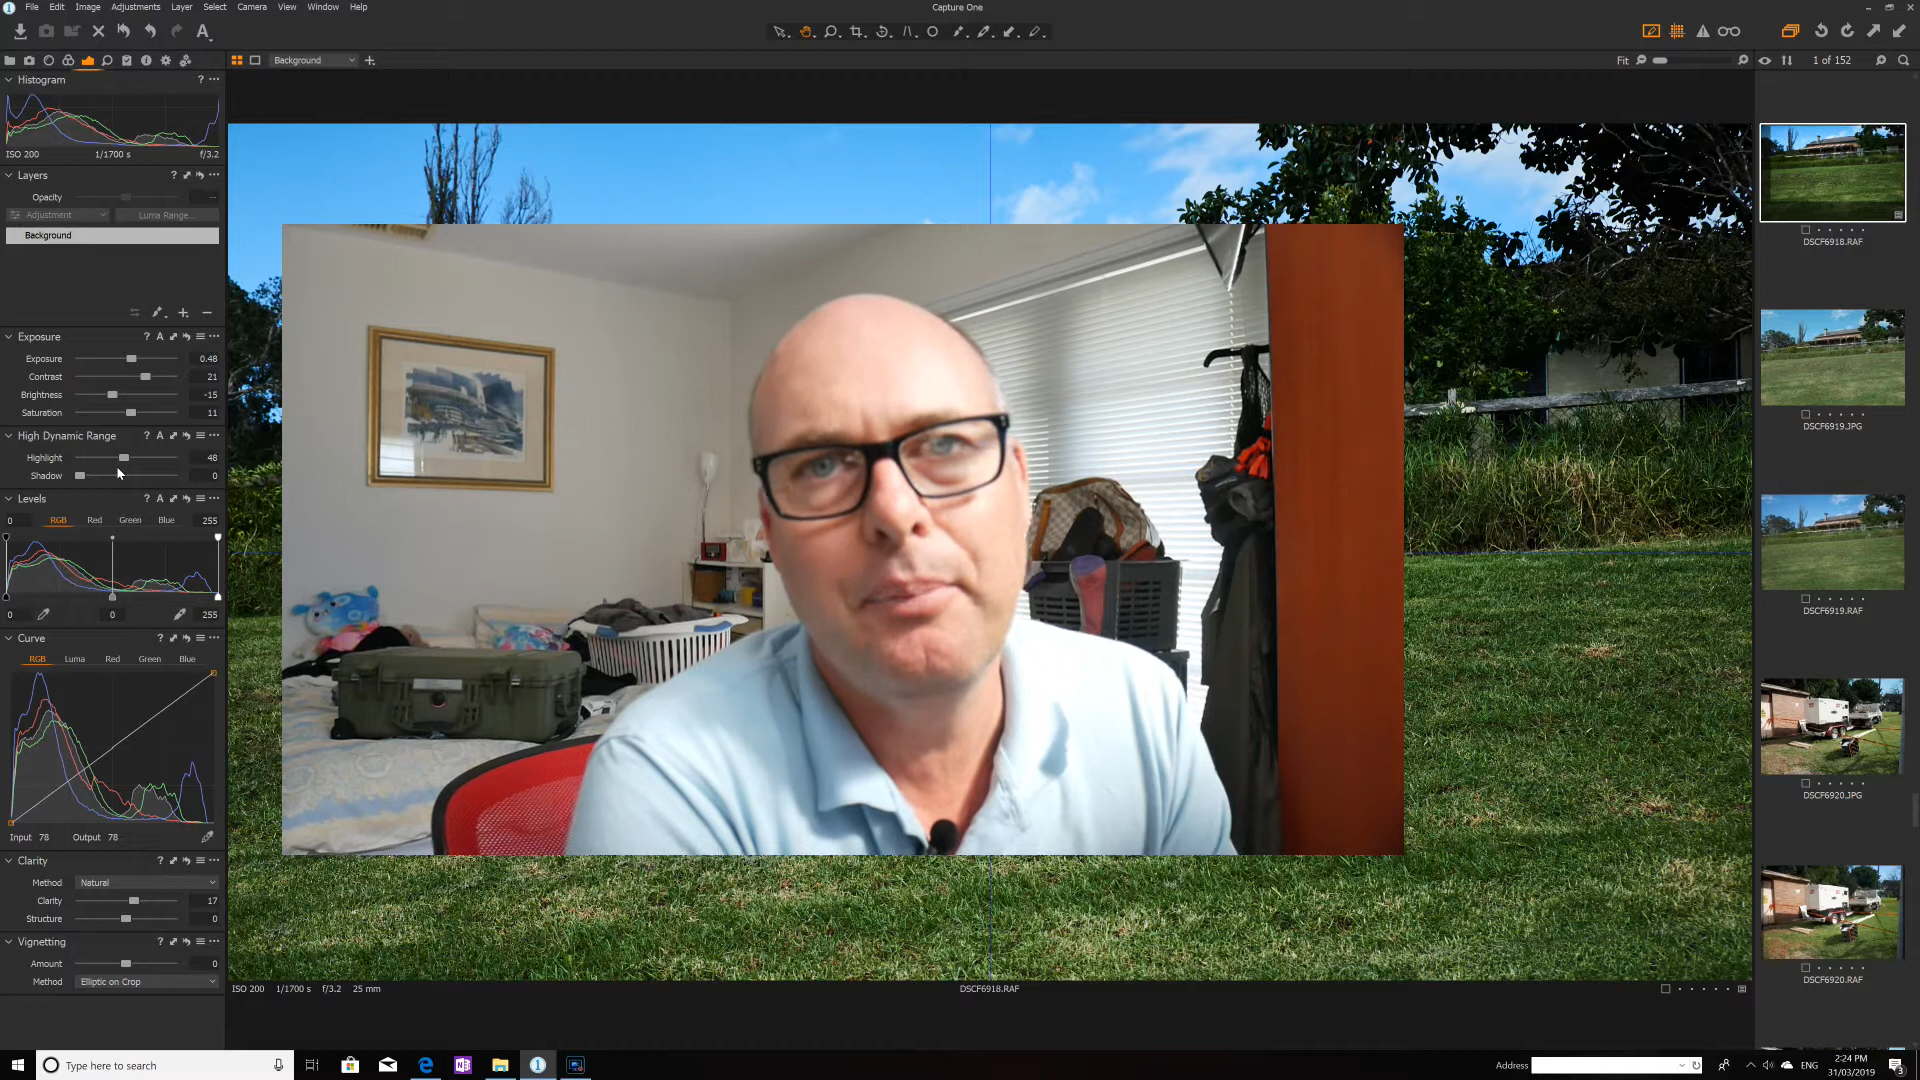 File Edit Image Adjustments Layer Select Camera View Window Help
Capture One
Background
Fit
1 of 152
Histogram
ISO 200 1/1700 s f/3.2
Layers
Opacity
Adjustment Luma Range...
Background
Exposure
Exposure 0.48
Contrast 21
Brightness -15
Saturation 11
High Dynamic Range
Highlight 48
Shadow 0
Levels
0 RGB Red Green Blue 255
0 0 255
Curve
RGB Luma Red Green Blue
Input 78 Output 78
Clarity
Method Natural
Clarity 17
Structure 0
Vignetting
Amount 0
Method Elliptic on Crop
ISO 200 1/1700 s f/3.2 25 mm
DSCF6918.RAF
DSCF6918.RAF
DSCF6919.JPG
DSCF6919.RAF
DSCF6920.JPG
DSCF6920.RAF
Type here to search
Address
ENG
2:24 PM
31/03/2019
3